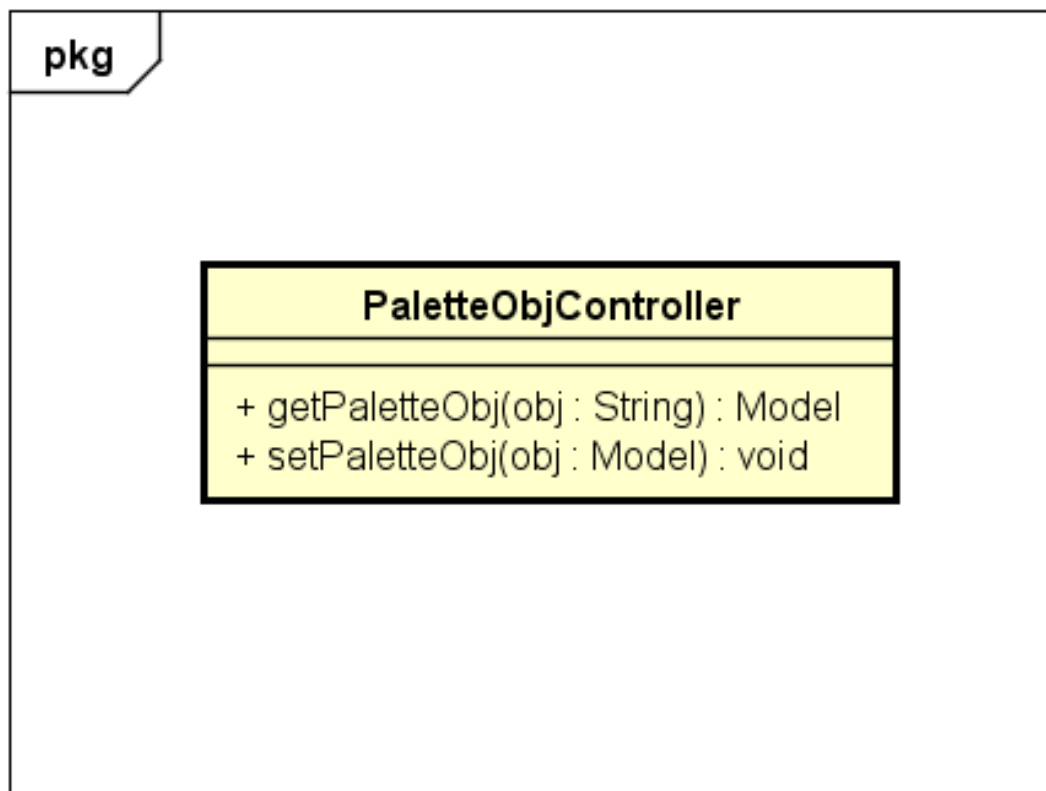 pkg
PaletteObjController
+ getPaletteObj(obj : String) : Model
+ setPaletteObj(obj : Model) : void